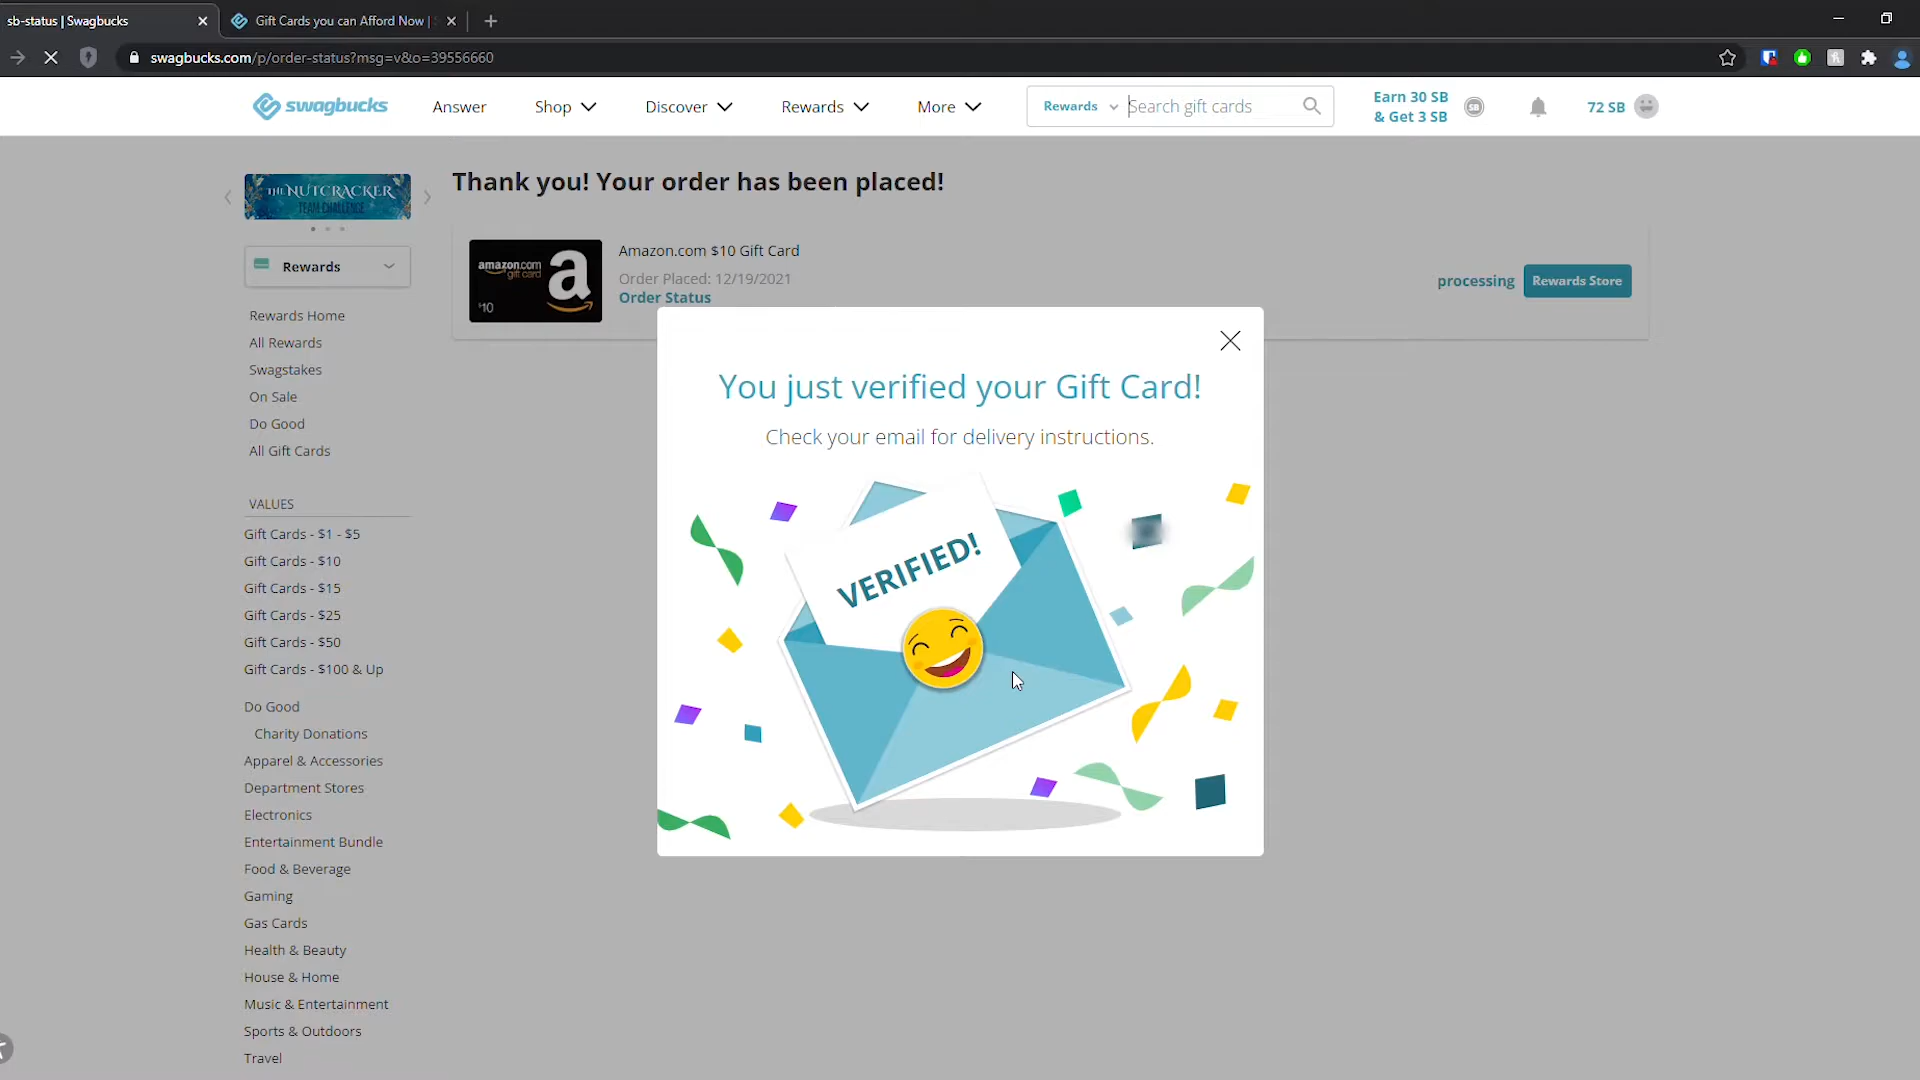 sb-status | Swagbucks
Gift Cards you can Afford Now |
swagbucks.com/p/order-status?msg=v&o=39556660
swagbucks
Answer
Shop
Discover
Rewards
More
Rewards
Search gift cards
Earn 30 SB
& Get 3 SB
SB
72 SB
THE NUTCRACKER
TEAM CHALLENGE
Rewards
Rewards Home
All Rewards
Swagstakes
On Sale
Do Good
All Gift Cards
VALUES
Gift Cards - $1 - $5
Gift Cards - $10
Gift Cards - $15
Gift Cards - $25
Gift Cards - $50
Gift Cards - $100 & Up
Do Good
Charity Donations
Apparel & Accessories
Department Stores
Electronics
Entertainment Bundle
Food & Beverage
Gaming
Gas Cards
Health & Beauty
House & Home
Music & Entertainment
Sports & Outdoors
Travel
Thank you! Your order has been placed!
amazon.com
gift card
a
$10
Amazon.com $10 Gift Card
Order Placed: 12/19/2021
Order Status
processing
Rewards Store
You just verified your Gift Card!
Check your email for delivery instructions.
VERIFIED!